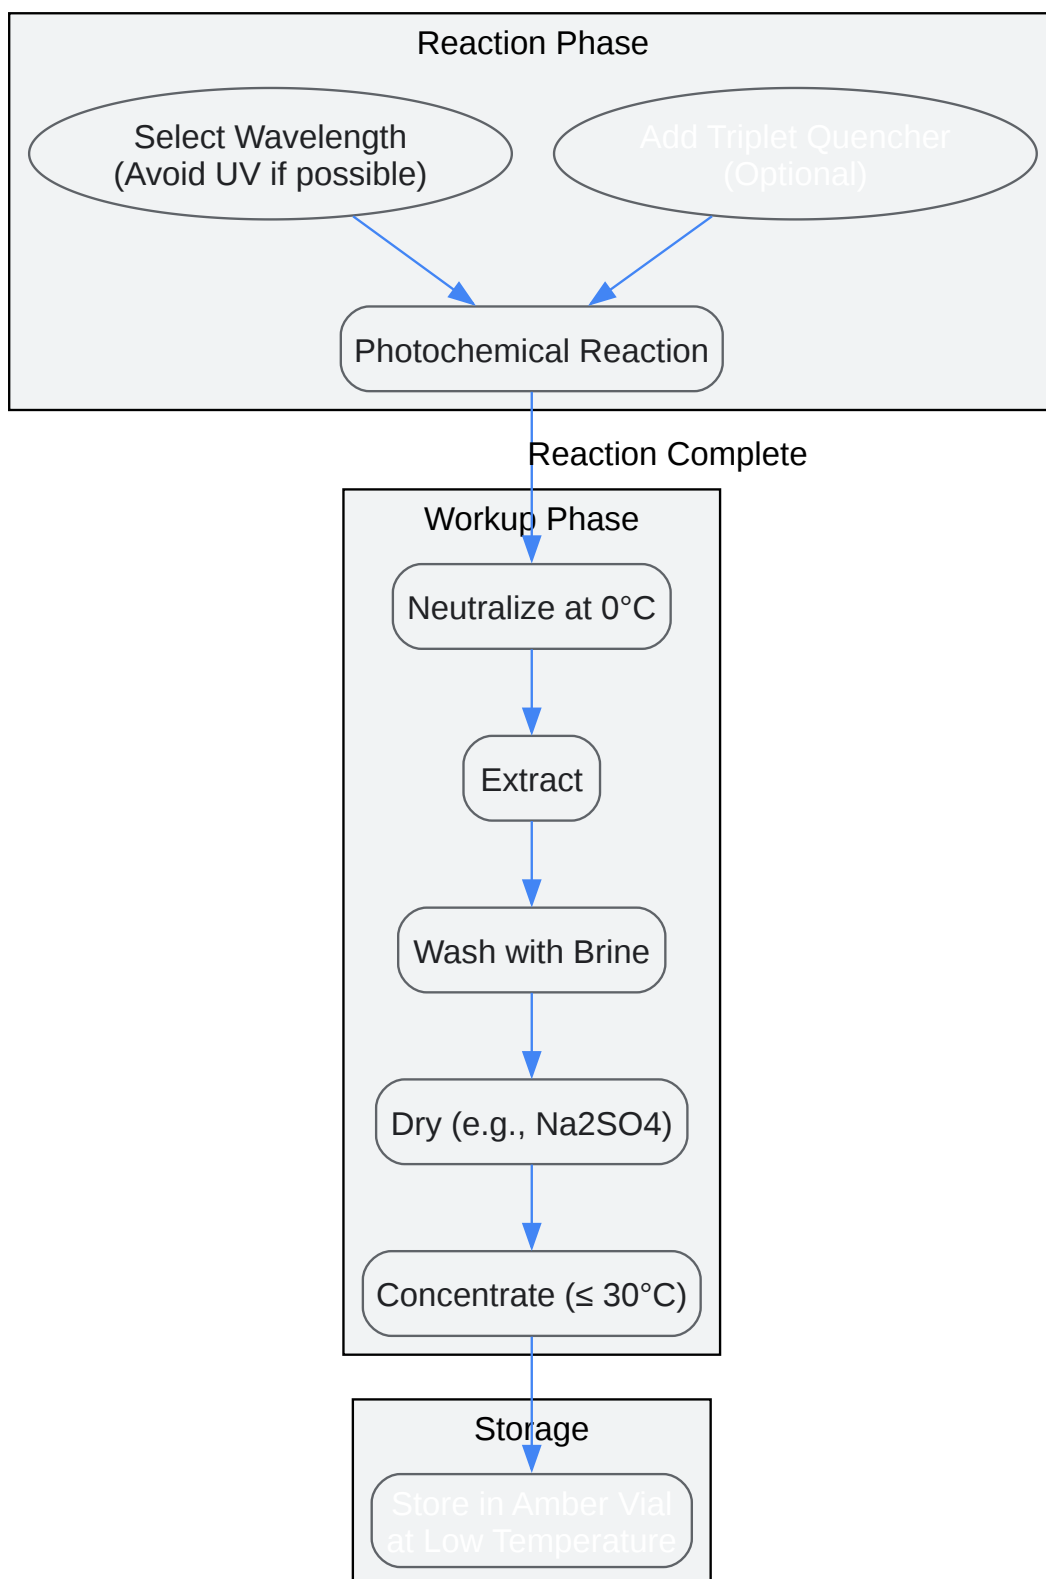 Reaction Phase
Select Wavelength
(Avoid UV if possible)
Add Triplet Quencher
(Optional)
Photochemical Reaction
Reaction Complete
Workup Phase
Neutralize at 0°C
Extract
Wash with Brine
Dry (e.g., Na2SO4)
Concentrate (≤ 30°C)
Storage
Store in Amber Vial
at Low Temperature